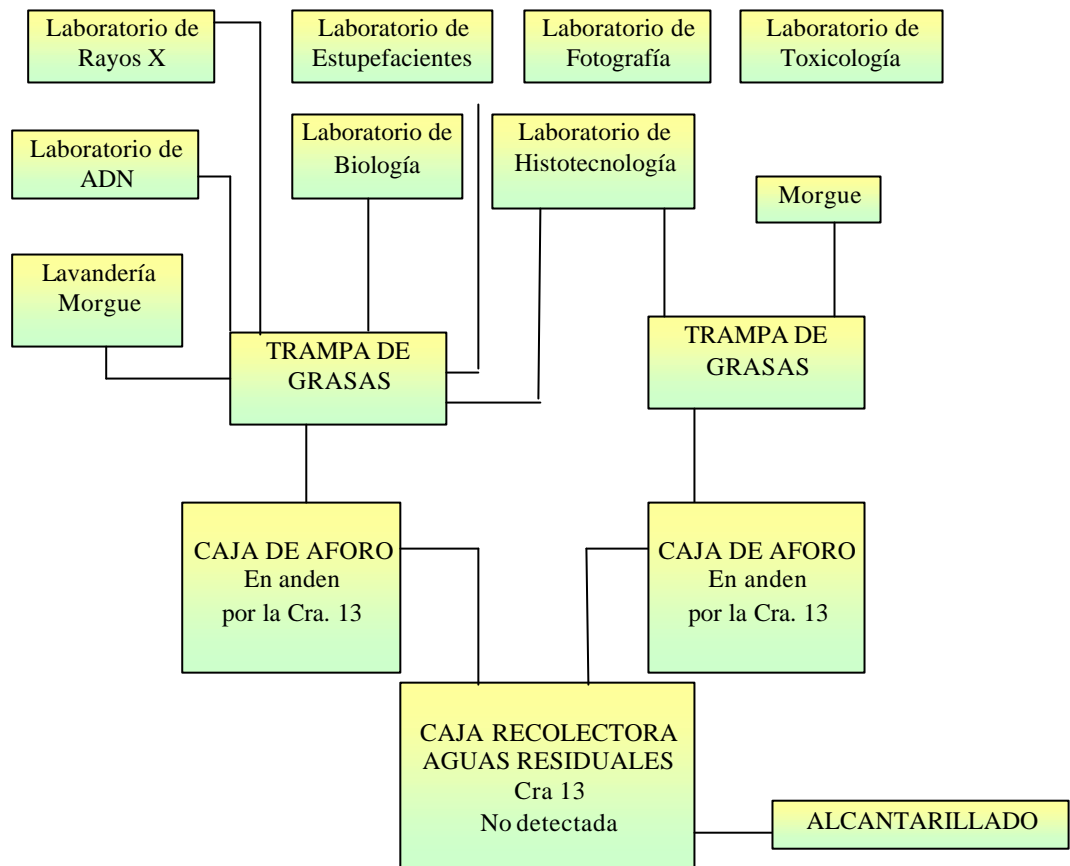 Laboratorio de
Rayos X
Laboratorio de
Estupefacientes
Laboratorio de
Fotografía
Laboratorio de
Toxicología
Laboratorio de
ADN
Laboratorio de
Biología
Laboratorio de
Histotecnología
Morgue
Lavandería
Morgue
TRAMPA DE
GRASAS
TRAMPA DE
GRASAS
CAJA DE AFORO
En anden
por la Cra. 13
CAJA DE AFORO
En anden
por la Cra. 13
CAJA RECOLECTORA
AGUAS RESIDUALES
Cra 13
No detectada
ALCANTARILLADO